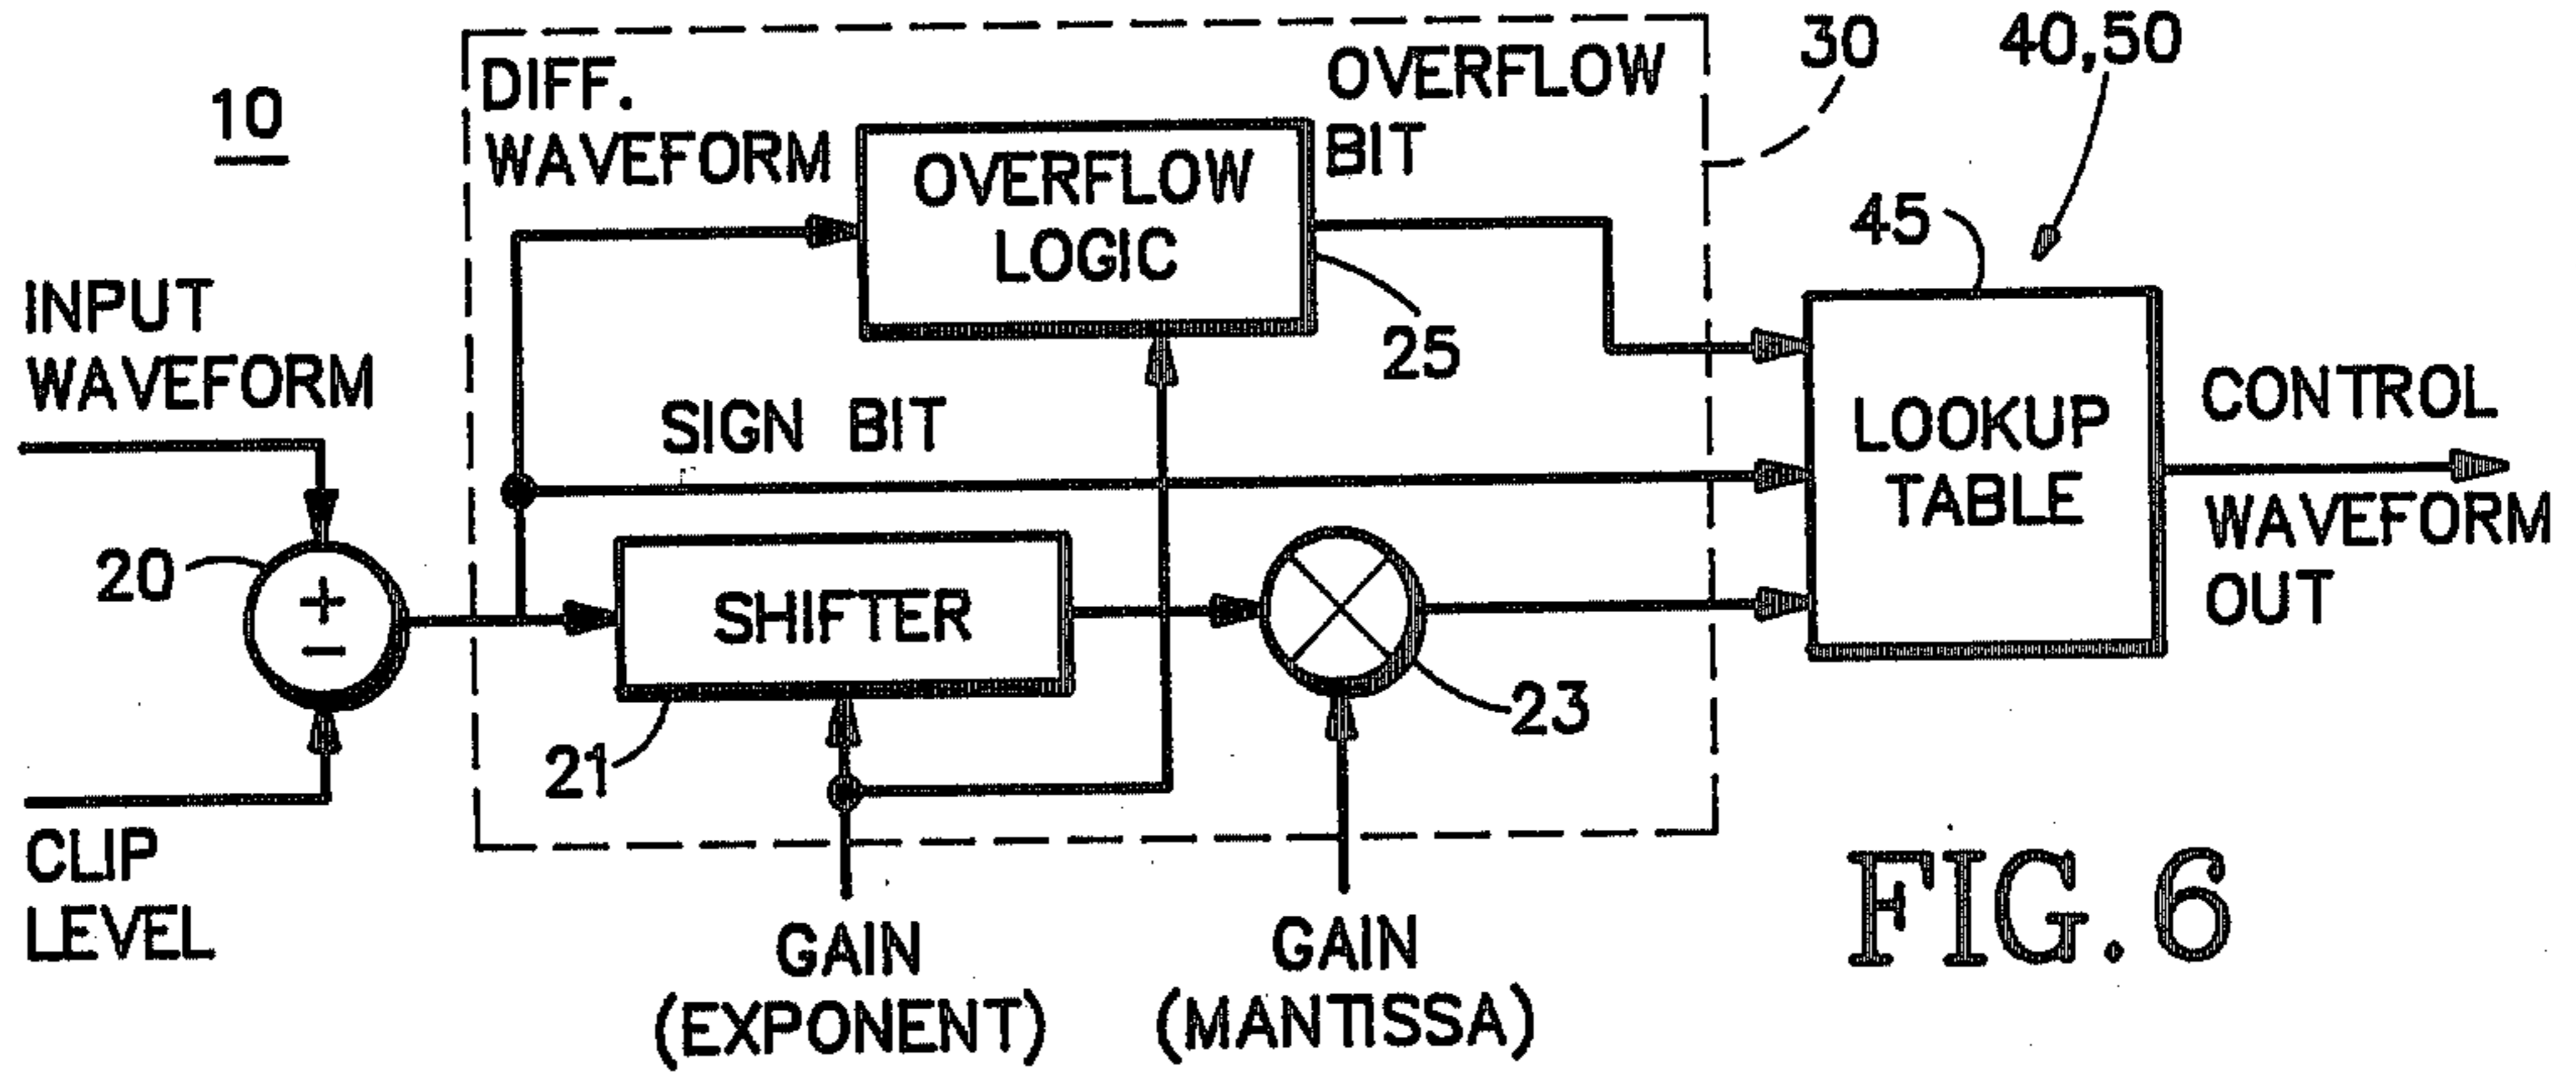 10
DIFF.
WAVEFORM
OVERFLOW
BIT
30
40,50
OVERFLOW
LOGIC
25
45
INPUT
WAVEFORM
SIGN BIT
LOOKUP
TABLE
CONTROL
WAVEFORM
OUT
20
+
−
SHIFTER
21
23
CLIP
LEVEL
GAIN
(EXPONENT)
GAIN
(MANTISSA)
FIG. 6